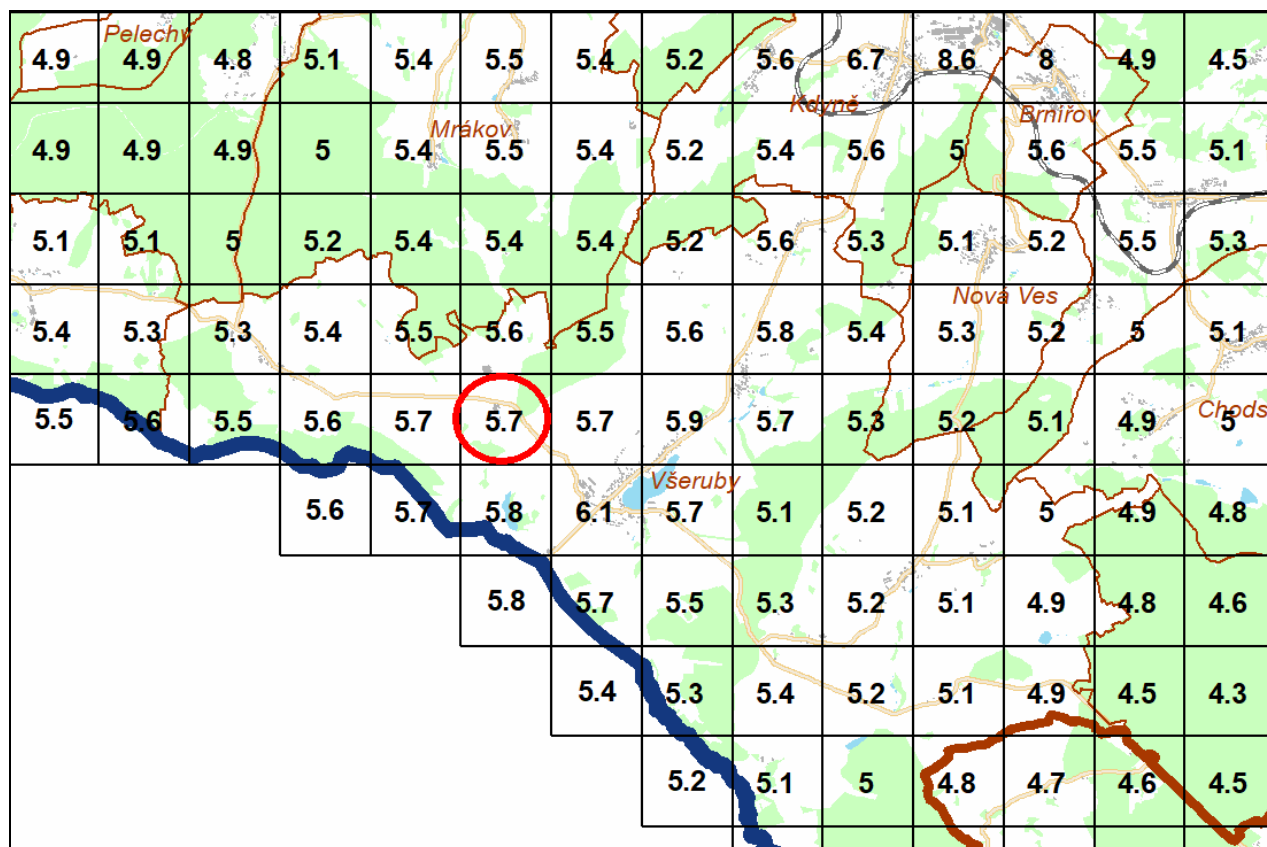 Pelechy
4.9 4.9 4.8 5.1 5.4 5.5 5.4 5.2 5.6 6.7 8.6 8 4.9 4.5
Kdyně Brnířov
Mrákov
4.9 4.9 4.9 5 5.4 5.5 5.4 5.2 5.4 5.6 5 5.6 5.5 5.1
5.1 5.1 5 5.2 5.4 5.4 5.4 5.2 5.6 5.3 5.1 5.2 5.5 5.3
Nová Ves
5.4 5.3 5.3 5.4 5.5 5.6 5.5 5.6 5.8 5.4 5.3 5.2 5 5.1
Chods
5.5 5.6 5.5 5.6 5.7 5.7 5.7 5.9 5.7 5.3 5.2 5.1 4.9 5
Všeruby
5.6 5.7 5.8 6.1 5.7 5.1 5.2 5.1 5 4.9 4.8
5.8 5.7 5.5 5.3 5.2 5.1 4.9 4.8 4.6
5.4 5.3 5.4 5.2 5.1 4.9 4.5 4.3
5.2 5.1 5 4.8 4.7 4.6 4.5